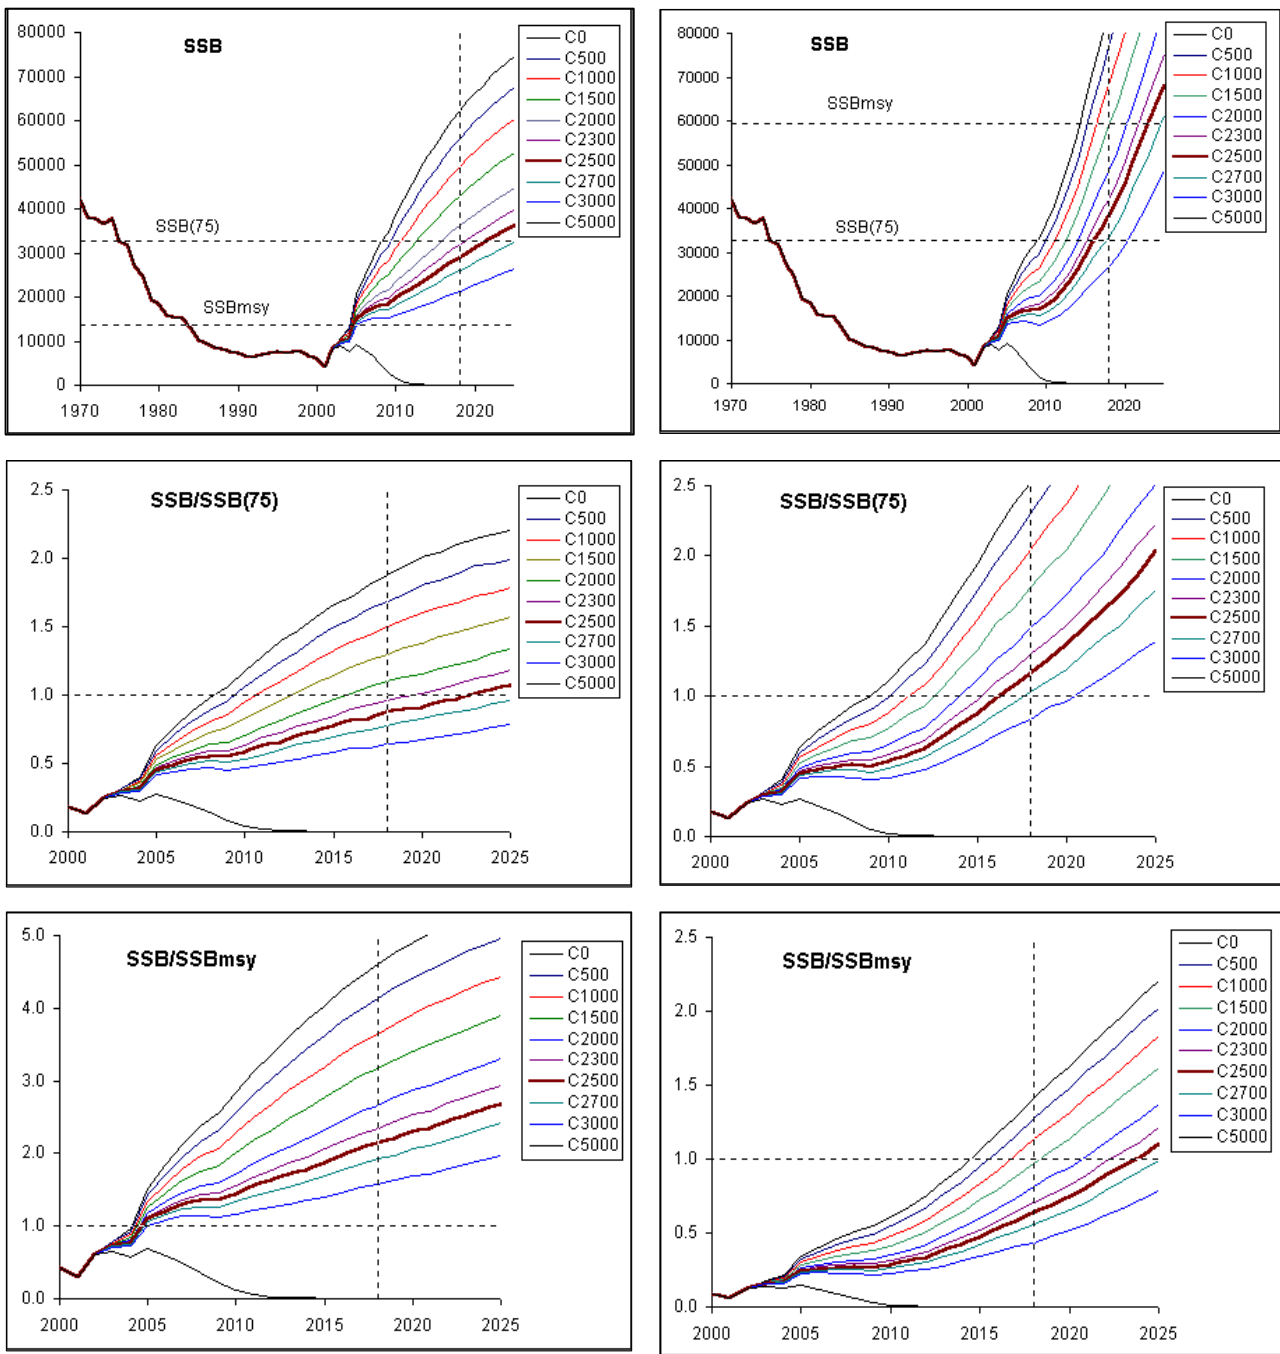 SSB
80000
70000
60000
50000
40000
30000
20000
10000
0
SSB(75)
SSBmsy
1970 1980 1990 2000 2010 2020
C0
C500
C1000
C1500
C2000
C2300
C2500
C2700
C3000
C5000
SSB
80000
70000
60000
50000
40000
30000
20000
10000
0
SSBmsy
SSB(75)
1970 1980 1990 2000 2010 2020
C0
C500
C1000
C1500
C2000
C2300
C2500
C2700
C3000
C5000
SSB/SSB(75)
2.5
2.0
1.5
1.0
0.5
0.0
2000 2005 2010 2015 2020 2025
C0
C500
C1000
C1500
C2000
C2300
C2500
C2700
C3000
C5000
SSB/SSB(75)
2.5
2.0
1.5
1.0
0.5
0.0
2000 2005 2010 2015 2020 2025
C0
C500
C1000
C1500
C2000
C2300
C2500
C2700
C3000
C5000
SSB/SSBmsy
5.0
4.0
3.0
2.0
1.0
0.0
2000 2005 2010 2015 2020 2025
C0
C500
C1000
C1500
C2000
C2300
C2500
C2700
C3000
C5000
SSB/SSBmsy
2.5
2.0
1.5
1.0
0.5
0.0
2000 2005 2010 2015 2020 2025
C0
C500
C1000
C1500
C2000
C2300
C2500
C2700
C3000
C5000